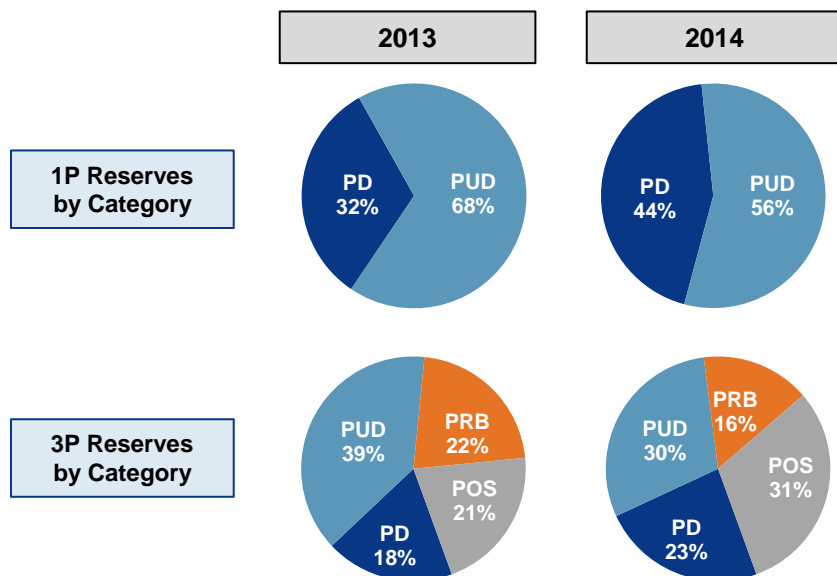 2013
2014
1P Reserves
by Category
PD
32%
PUD
68%
PD
44%
PUD
56%
3P Reserves
by Category
PUD
39%
PRB
22%
POS
21%
PD
18%
PUD
30%
PRB
16%
POS
31%
PD
23%